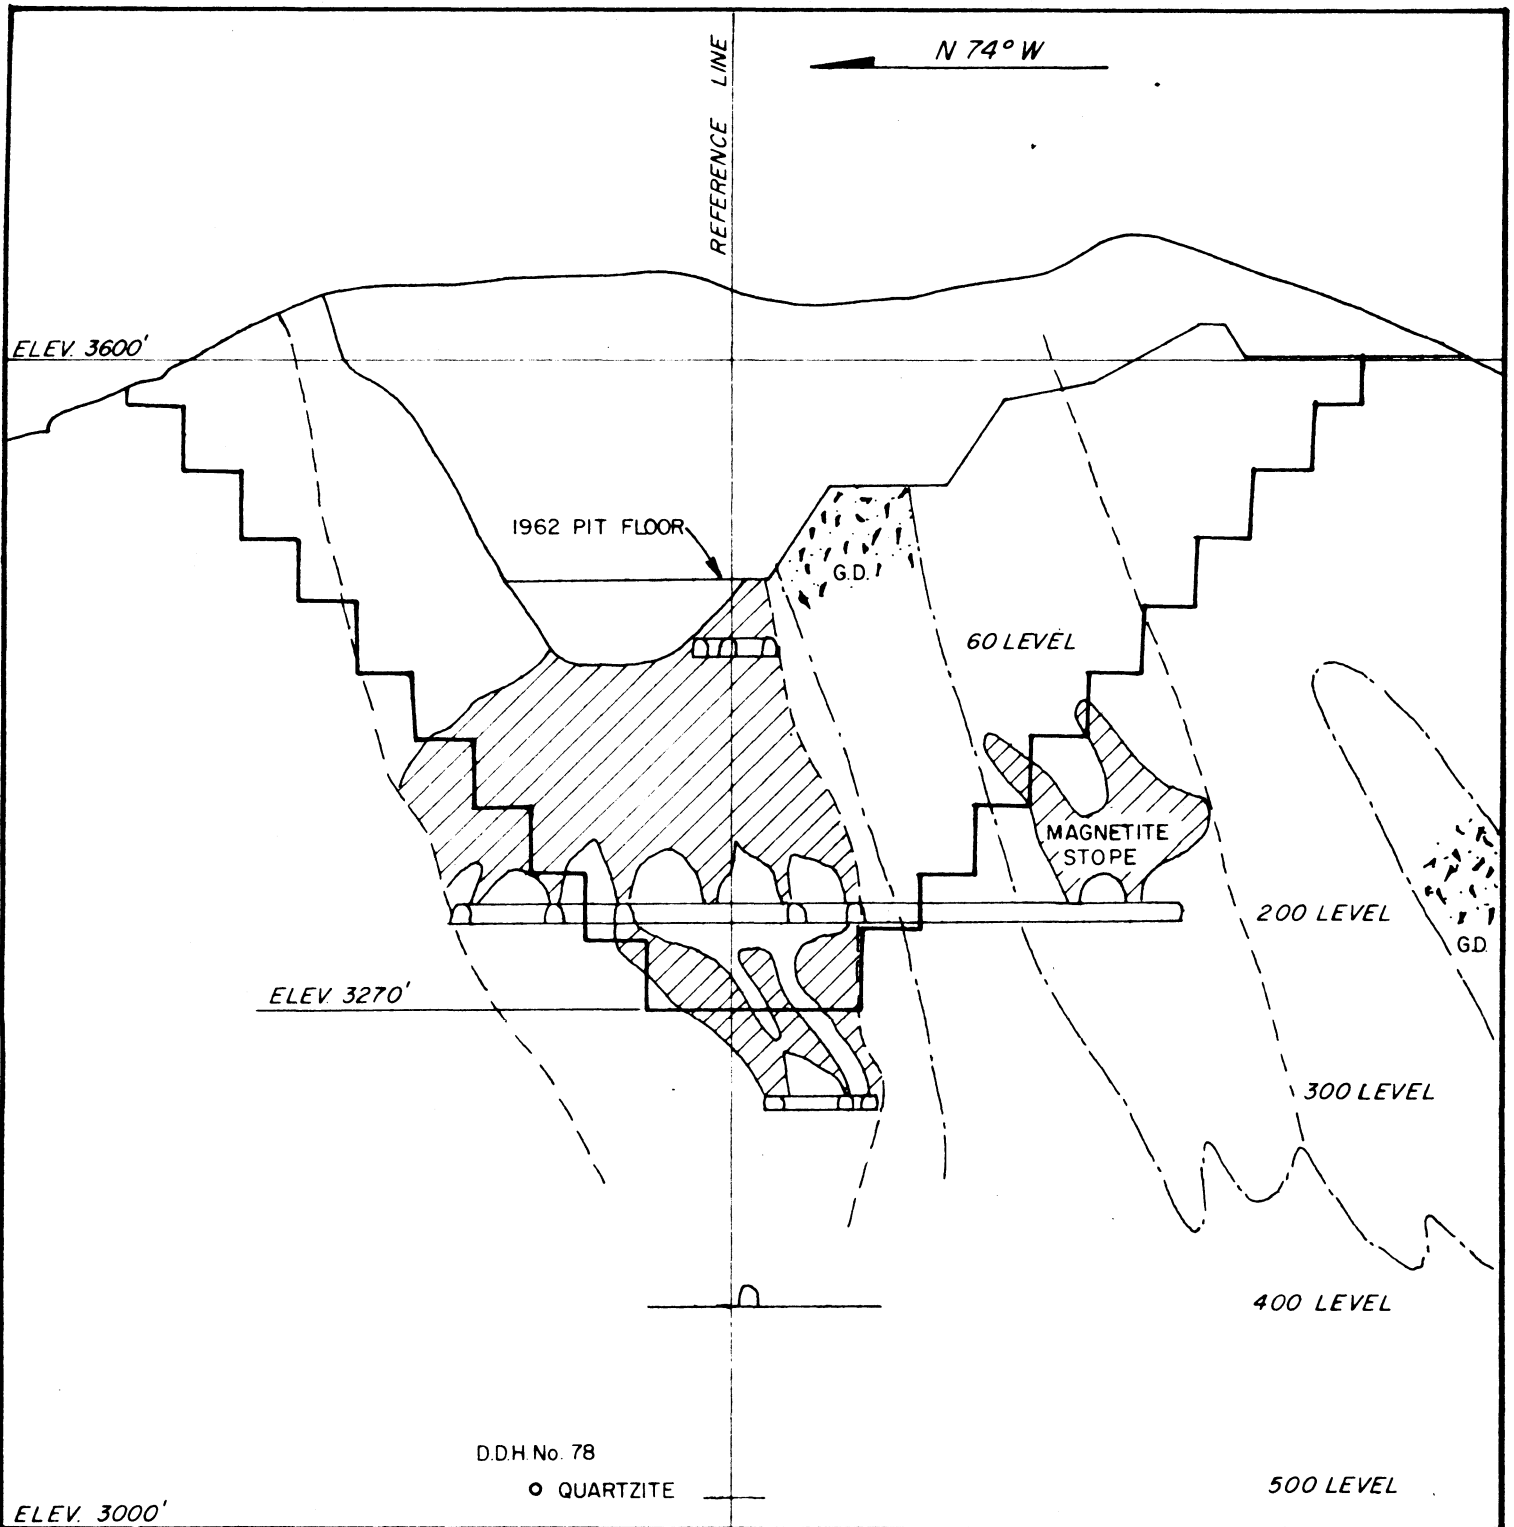 N 74° W
REFERENCE LINE
ELEV. 3600'
1962 PIT FLOOR
G.D.
60 LEVEL
MAGNETITE
STOPE
200 LEVEL
G.D.
ELEV. 3270'
300 LEVEL
400 LEVEL
D.D.H. No. 78
QUARTZITE
500 LEVEL
ELEV. 3000'